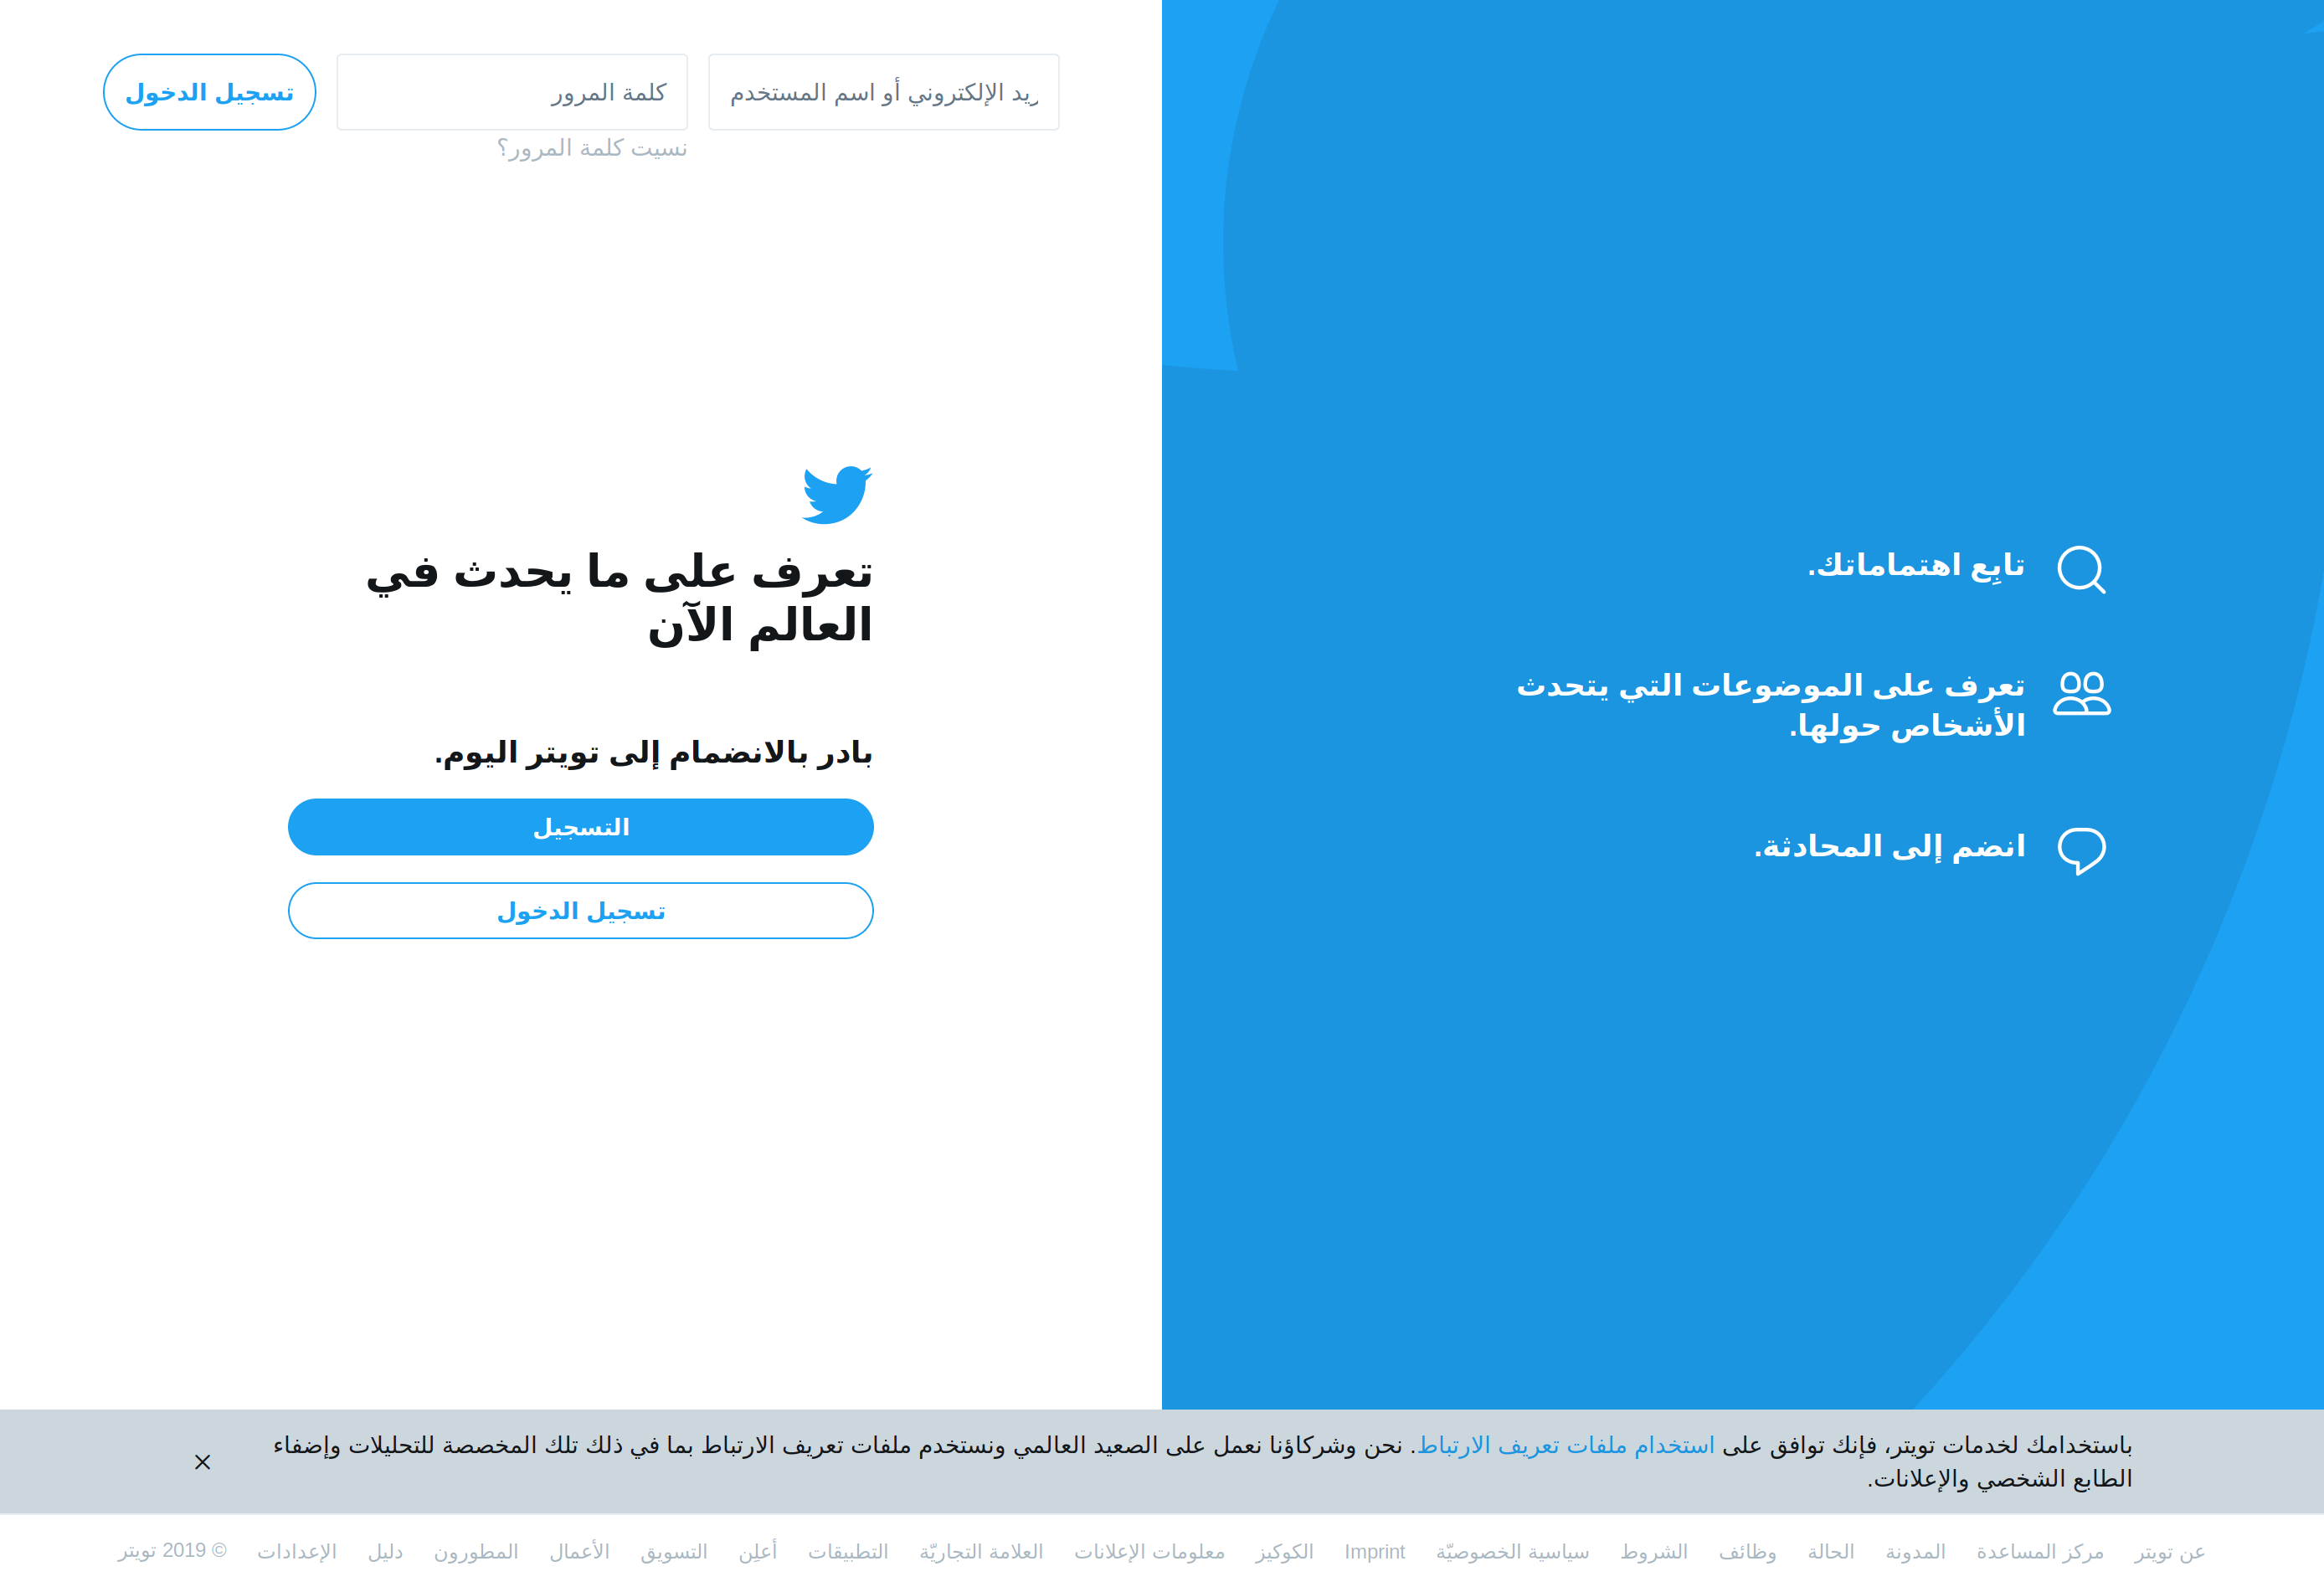 ريد الإلكتروني أو اسم المستخدم
كلمة المرور
تسجيل الدخول
نسيت كلمة المرور؟
تابِع اهتماماتك.
تعرف على الموضوعات التي يتحدث
الأشخاص حولها.
انضم إلى المحادثة.
تعرف على ما يحدث في
العالم الآن
بادر بالانضمام إلى تويتر اليوم.
التسجيل
تسجيل الدخول
باستخدامك لخدمات تويتر، فإنك توافق على استخدام ملفات تعريف الارتباط. نحن وشركاؤنا نعمل على الصعيد العالمي ونستخدم ملفات تعريف الارتباط بما في ذلك تلك المخصصة للتحليلات وإضفاء
الطابع الشخصي والإعلانات.
عن تويتر مركز المساعدة المدونة الحالة وظائف الشروط سياسية الخصوصيّة Imprint الكوكيز معلومات الإعلانات العلامة التجاريّة التطبيقات أعلِن التسويق الأعمال المطورون دليل الإعدادات © 2019 تويتر